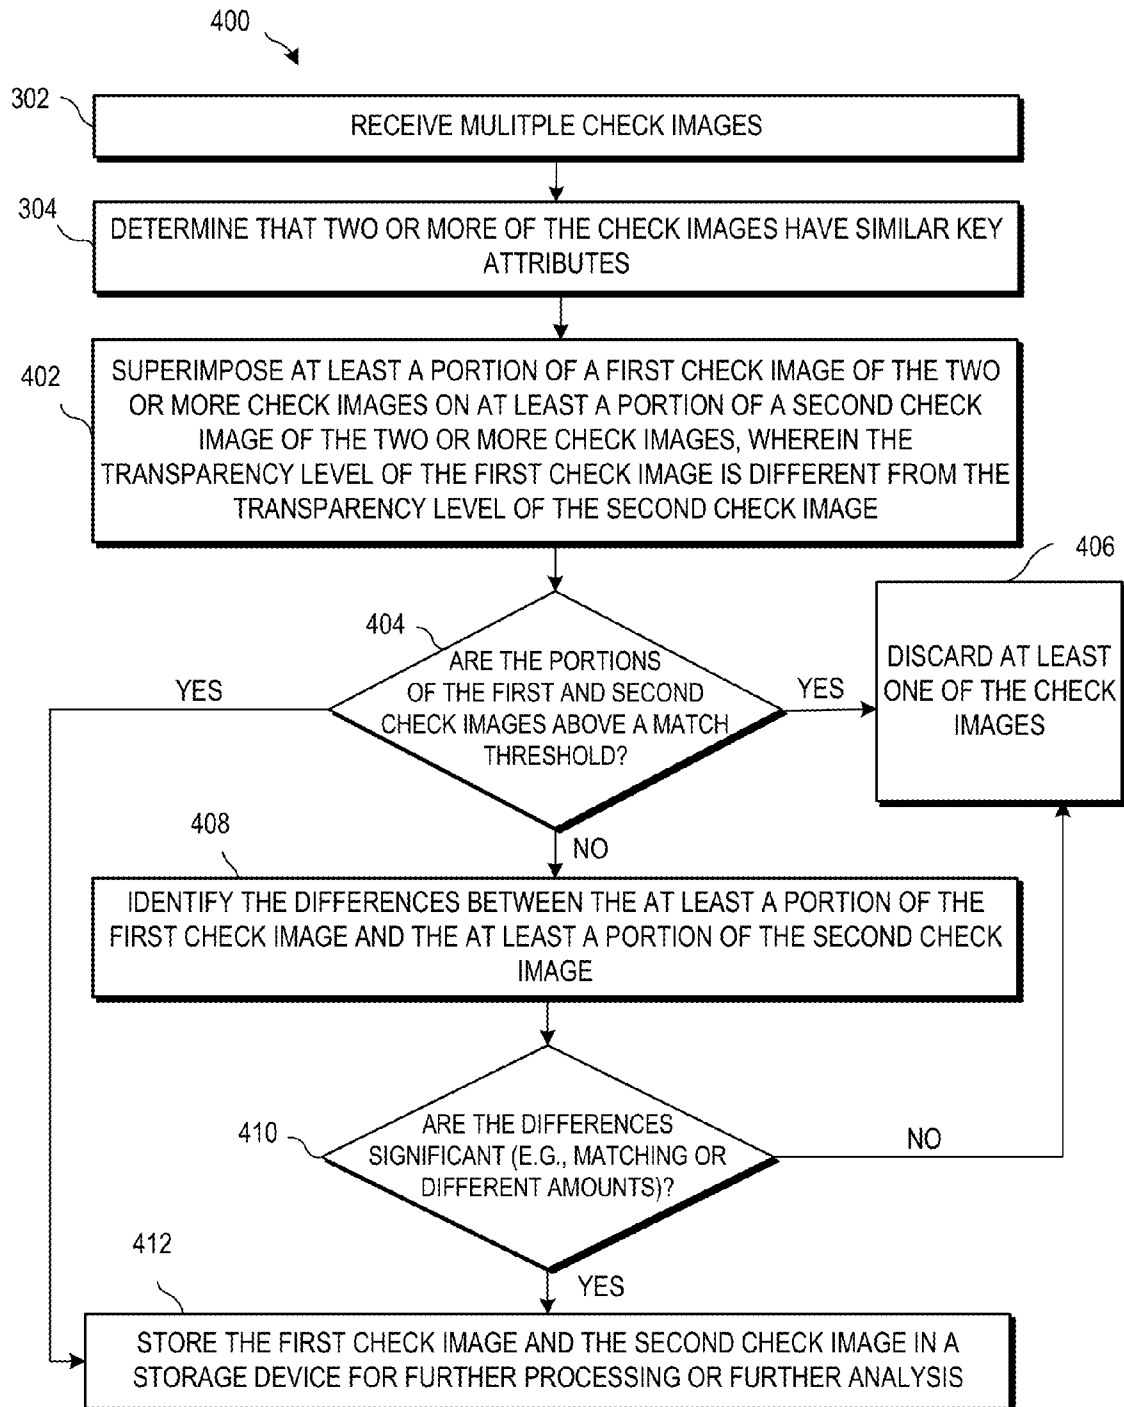 400
302
RECEIVE MULITPLE CHECK IMAGES
304
DETERMINE THAT TWO OR MORE OF THE CHECK IMAGES HAVE SIMILAR KEY
ATTRIBUTES
402
SUPERIMPOSE AT LEAST A PORTION OF A FIRST CHECK IMAGE OF THE TWO
OR MORE CHECK IMAGES ON AT LEAST A PORTION OF A SECOND CHECK
IMAGE OF THE TWO OR MORE CHECK IMAGES, WHEREIN THE
TRANSPARENCY LEVEL OF THE FIRST CHECK IMAGE IS DIFFERENT FROM THE
TRANSPARENCY LEVEL OF THE SECOND CHECK IMAGE
404
ARE THE PORTIONS
OF THE FIRST AND SECOND
CHECK IMAGES ABOVE A MATCH
THRESHOLD?
YES
YES
406
DISCARD AT LEAST
ONE OF THE CHECK
IMAGES
NO
408
IDENTIFY THE DIFFERENCES BETWEEN THE AT LEAST A PORTION OF THE
FIRST CHECK IMAGE AND THE AT LEAST A PORTION OF THE SECOND CHECK
IMAGE
410
ARE THE DIFFERENCES
SIGNIFICANT (E.G., MATCHING OR
DIFFERENT AMOUNTS)?
NO
YES
412
STORE THE FIRST CHECK IMAGE AND THE SECOND CHECK IMAGE IN A
STORAGE DEVICE FOR FURTHER PROCESSING OR FURTHER ANALYSIS